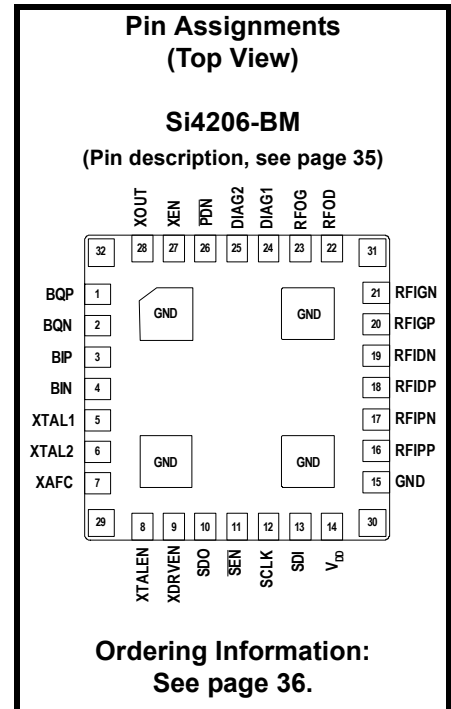 Pin Assignments
(Top View)
Si4206-BM
(Pin description, see page 35)
XOUT XEN PDN DIAG2 DIAG1 RFOG RFOD
32 28 27 26 25 24 23 22 31
BQP 1 GND GND 21 RFIGN
BQN 2 20 RFIGP
BIP 3 19 RFIDN
BIN 4 18 RFIDP
XTAL1 5 17 RFIPN
XTAL2 6 GND GND 16 RFIPP
XAFC 7 15 GND
29 8 9 10 11 12 13 14 30
XTALEN XDRVEN SDO SEN SCLK SDI VDD
Ordering Information:
See page 36.